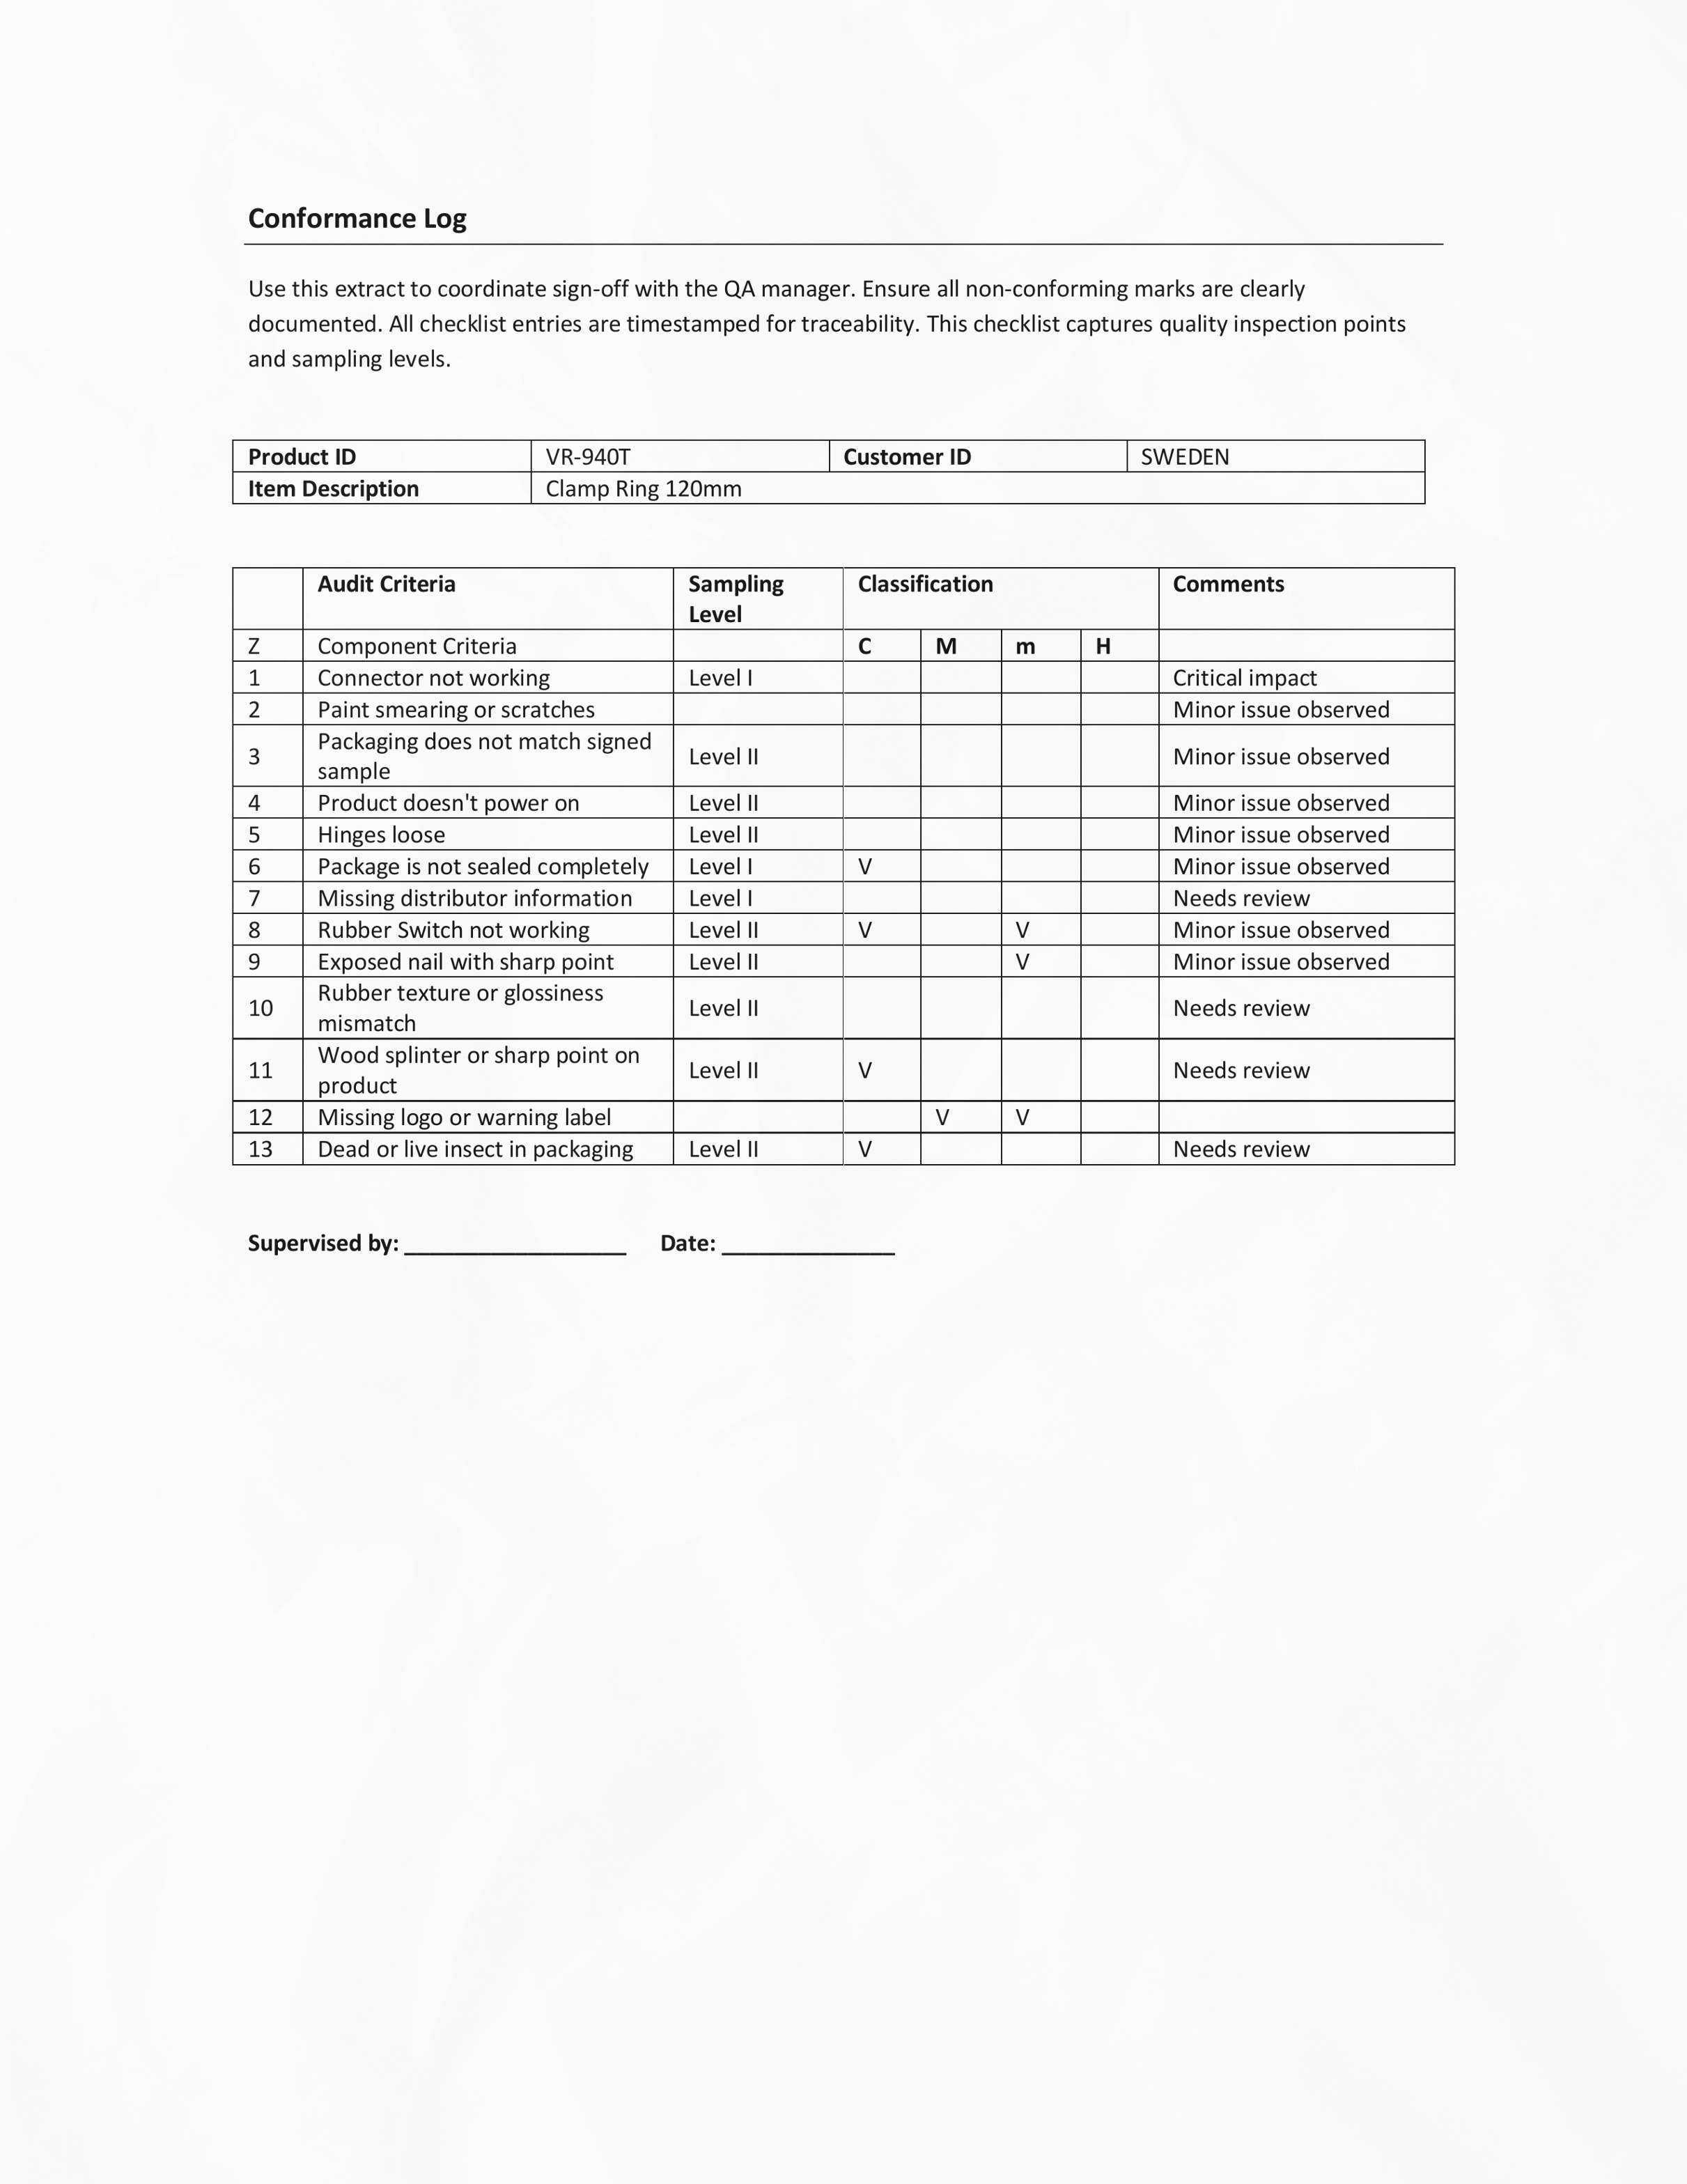 Conformance Log
Use this extract to coordinate sign-off with the QA manager. Ensure all non-conforming marks are clearly
documented. All checklist entries are timestamped for traceability. This checklist captures quality inspection points
and sampling levels.
Product ID VR-940T Customer ID SWEDEN
Item Description Clamp Ring 120mm
Audit Criteria Sampling Level Classification Comments
Z Component Criteria C M m H
1 Connector not working Level I Critical impact
2 Paint smearing or scratches Minor issue observed
3 Packaging does not match signed sample Level II Minor issue observed
4 Product doesn't power on Level II Minor issue observed
5 Hinges loose Level II Minor issue observed
6 Package is not sealed completely Level I V Minor issue observed
7 Missing distributor information Level I Needs review
8 Rubber Switch not working Level II V V Minor issue observed
9 Exposed nail with sharp point Level II V Minor issue observed
10 Rubber texture or glossiness mismatch Level II Needs review
11 Wood splinter or sharp point on product Level II V Needs review
12 Missing logo or warning label V V
13 Dead or live insect in packaging Level II V Needs review
Supervised by: __________________ Date: ______________